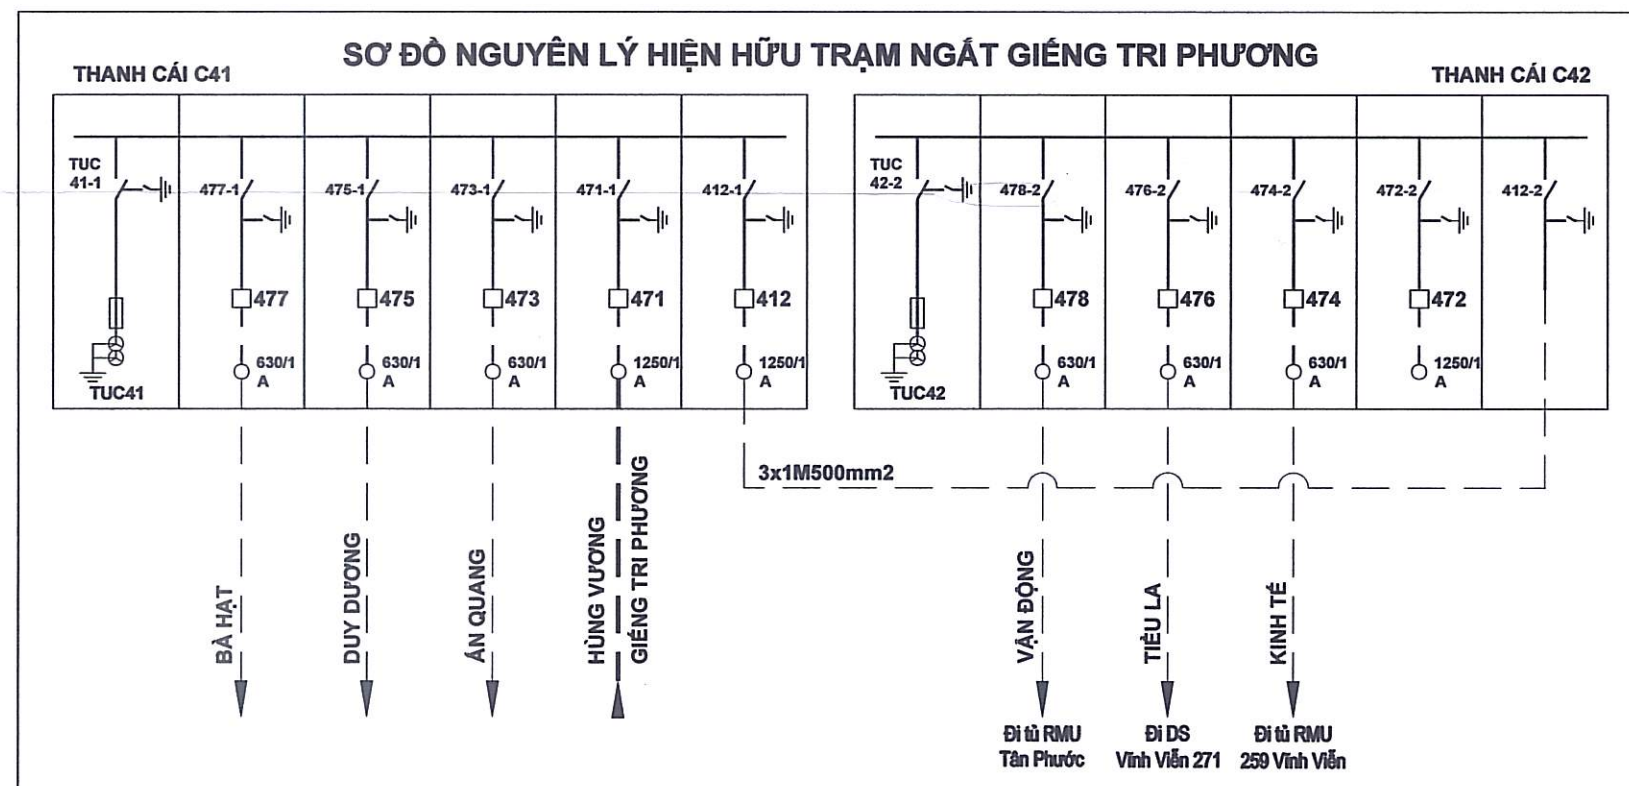 SƠ ĐỒ NGUYÊN LÝ HIỆN HỮU TRẠM NGẮT GIẾNG TRI PHƯƠNG
THANH CÁI C41
THANH CÁI C42
TUC
41-1
477-1
475-1
473-1
471-1
412-1
TUC
42-2
478-2
476-2
474-2
472-2
412-2
477
475
473
471
412
478
476
474
472
630/1
A
630/1
A
630/1
A
1250/1
A
1250/1
A
630/1
A
630/1
A
630/1
A
1250/1
A
TUC41
TUC42
3x1M500mm2
BÀ HẠT
DUY DƯƠNG
ÁN QUANG
HÙNG VƯƠNG
GIẾNG TRI PHƯƠNG
VẬN ĐỘNG
TIỂU LA
KINH TẾ
Đi tủ RMU
Tân Phước
Đi DS
Vĩnh Viễn 271
Đi tủ RMU
259 Vĩnh Viễn